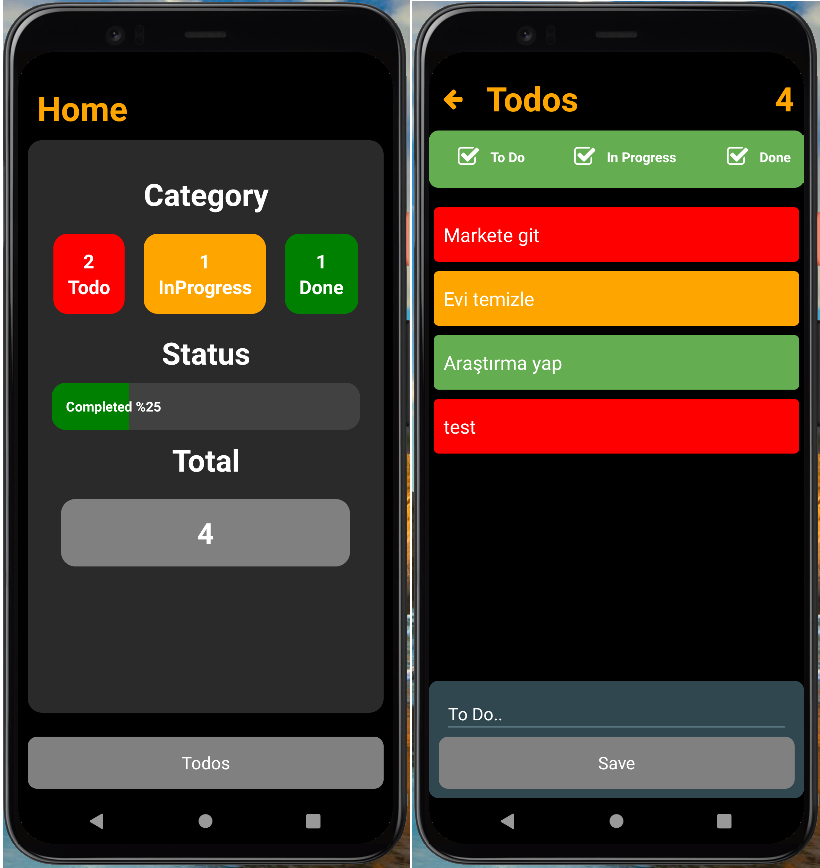 Home
Category
2
Todo
1
InProgress
1
Done
Status
Completed %25
Total
4
Todos
Todos
4
To Do
In Progress
Done
Markete git
Evi temizle
Araştırma yap
test
To Do..
Save